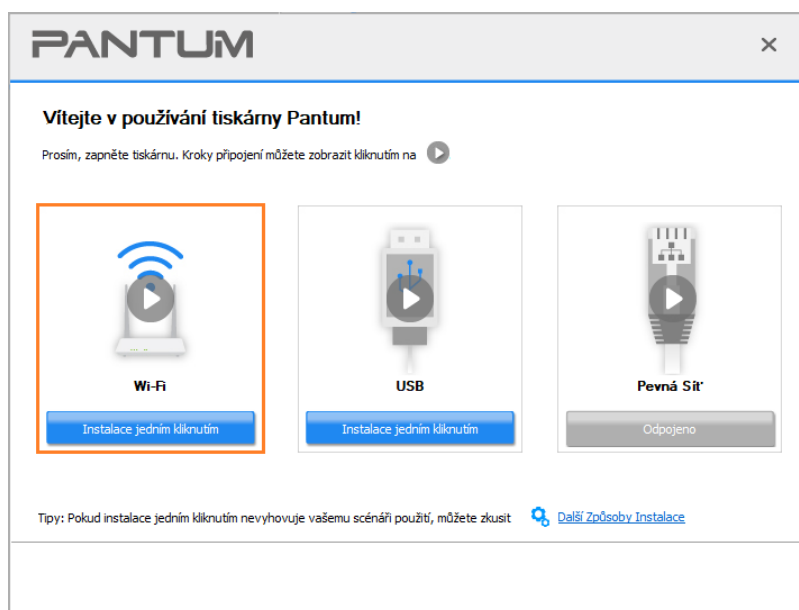 PANTUM
Vítejte v používání tiskárny Pantum!
Prosím, zapněte tiskárnu. Kroky připojení můžete zobrazit kliknutím na
Wi-Fi
USB
Pevná Síť
Instalace jedním kliknutím
Instalace jedním kliknutím
Odpojeno
Tipy: Pokud instalace jedním kliknutím nevyhovuje vašemu scénáři použití, můžete zkusit Další Způsoby Instalace